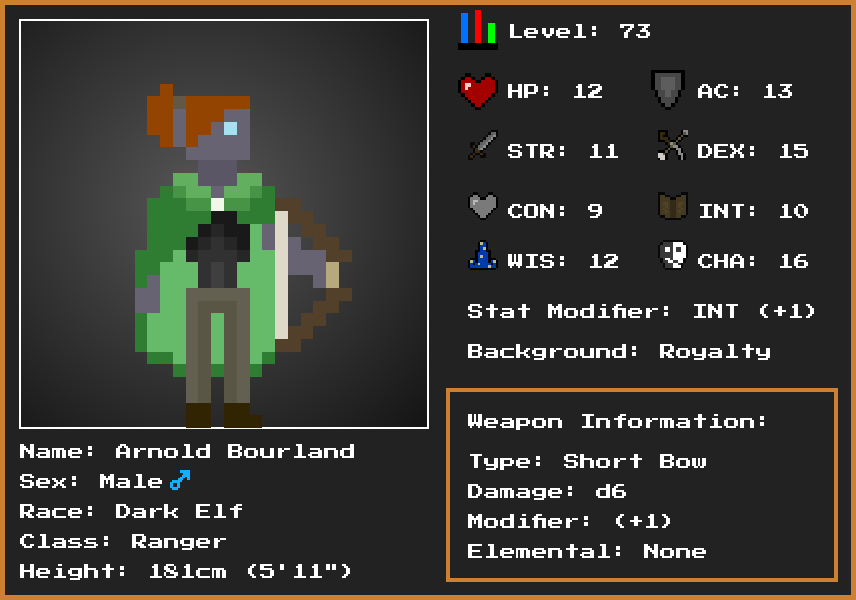 Level: 73
HP: 12 AC: 13
STR: 11 DEX: 15
CON: 9 INT: 10
WIS: 12 CHA: 16
Stat Modifier: INT (+1)
Background: Royalty
Name: Arnold Bourland
Sex: Male ♂
Race: Dark Elf
Class: Ranger
Height: 181cm (5'11")
Weapon Information:
Type: Short Bow
Damage: d6
Modifier: (+1)
Elemental: None